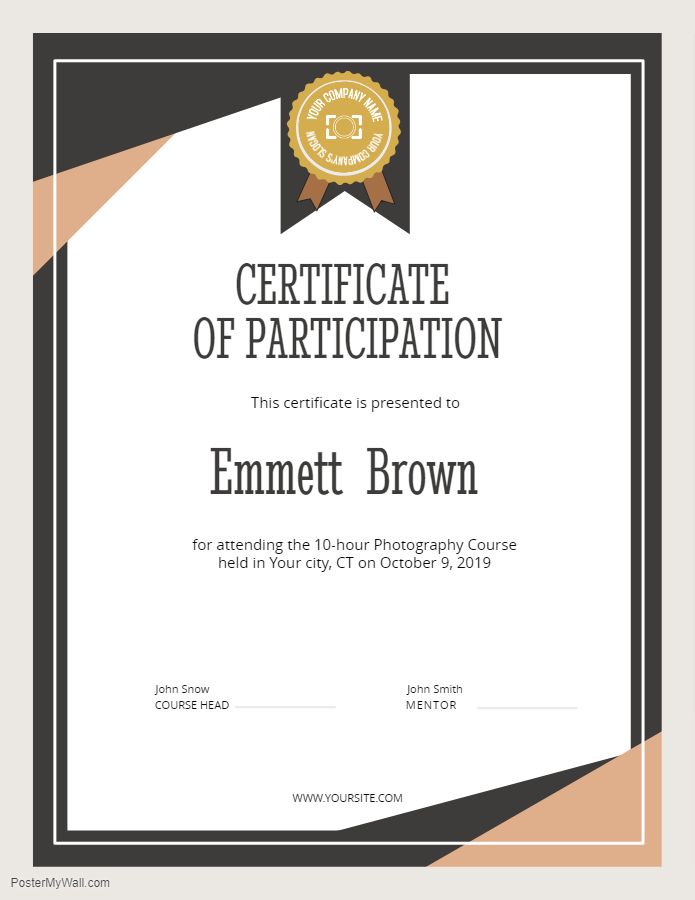 YOUR COMPANY NAME
YOUR COMPANY'S SLOGAN
CERTIFICATE
OF PARTICIPATION
This certificate is presented to
Emmett Brown
for attending the 10-hour Photography Course
held in Your city, CT on October 9, 2019
John Snow
COURSE HEAD
John Smith
MENTOR
WWW.YOURSITE.COM
PosterMyWall.com